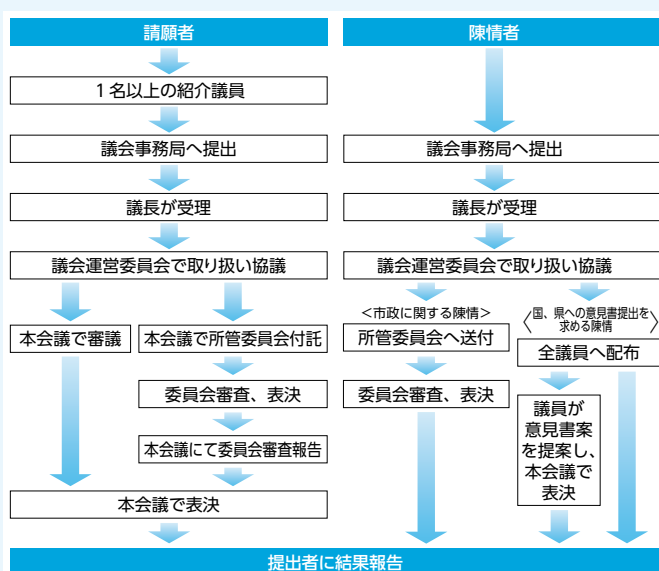 請願者
1名以上の紹介議員
議会事務局へ提出
議長が受理
議会運営委員会で取り扱い協議
本会議で審議
本会議で所管委員会付託
委員会審査、表決
本会議にて委員会審査報告
本会議で表決
陳情者
議会事務局へ提出
議長が受理
議会運営委員会で取り扱い協議
＜市政に関する陳情＞
所管委員会へ送付
委員会審査、表決
〈国、県への意見書提出を
求める陳情〉
全議員へ配布
議員が
意見書案
を提案し、
本会議で
表決
提出者に結果報告